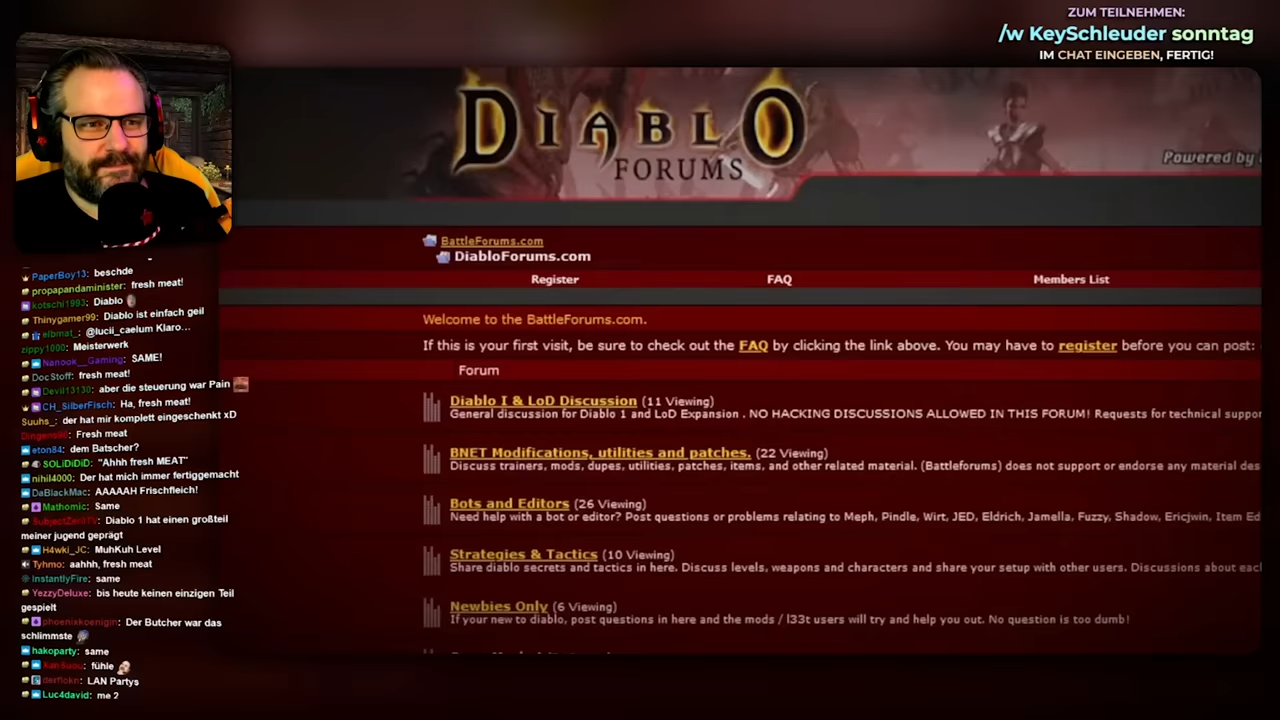 ZUM TEILNEHMEN:
/w KeySchleuder sonntag
IM CHAT EINGEBEN, FERTIG!
DIABLO
FORUMS
Powered by
BattleForums.com
DiabloForums.com
Register FAQ Members List
Welcome to the BattleForums.com.
If this is your first visit, be sure to check out the FAQ by clicking the link above. You may have to register before you can post:
Forum
Diablo I & LoD Discussion (11 Viewing)
General discussion for Diablo 1 and LoD Expansion . NO HACKING DISCUSSIONS ALLOWED IN THIS FORUM! Requests for technical
BNET Modifications, utilities and patches. (22 Viewing)
Discuss trainers, mods, dupes, utilities, patches, items, and other related material. (Battleforums) does not support or endorse any material
Bots and Editors (26 Viewing)
Need help with a bot or editor? Post questions or problems relating to Meph, Pindle, Wirt, JED, Eldrich, Jamella, Fuzzy, Shadow, Ericjwin, Item
Strategies & Tactics (10 Viewing)
Share diablo secrets and tactics in here. Discuss levels, weapons and characters and share your setup with other users. Discussions about
Newbies Only (6 Viewing)
If your new to diablo, post questions in here and the mods / l33t users will try and help you out. No question is too dumb!
PaperBoy13: beschde
propapandaminister: fresh meat!
kotschi1993: Diablo
Thinygamer99: Diablo ist einfach geil
elbmat_: @lucii_caelum Klaro...
zippy1000: Meisterwerk
Nanook__Gaming: SAME!
DocStoff: fresh meat!
Devil13130: aber die steuerung war Pain
CH_SilberFisch: Ha, fresh meat!
Suuhs_: der hat mir komplett eingeschenkt xD
Fresh meat
eton84: dem Batscher?
SOLiDiDiD: "Ahhh fresh MEAT"
nihil4000: Der hat mich immer fertiggemacht
DaBlackMac: AAAAAH Frischfleich!
Mathomic: Same
Diablo 1 hat einen großteil
meiner jugend geprägt
H4wki_JC: MuhKuh Level
Tyhmo: aahhh, fresh meat
InstantlyFire: same
YezzyDeluxe: bis heute keinen einzigen Teil
gespielt
phoenixkoenigin: Der Butcher war das
schlimmste
hakoparty: same
fühle
derflokn: LAN Partys
Luc4david: me 2